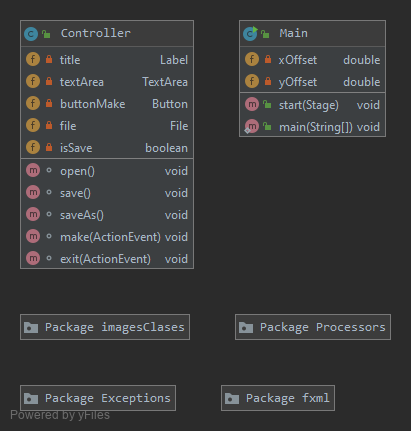 Controller
title Label
textArea TextArea
buttonMake Button
file File
isSave boolean
open() void
save() void
saveAs() void
make(ActionEvent) void
exit(ActionEvent) void
Main
xOffset double
yOffset double
start(Stage) void
main(String[]) void
Package imagesClases
Package Processors
Package Exceptions
Package fxml
Powered by yFiles